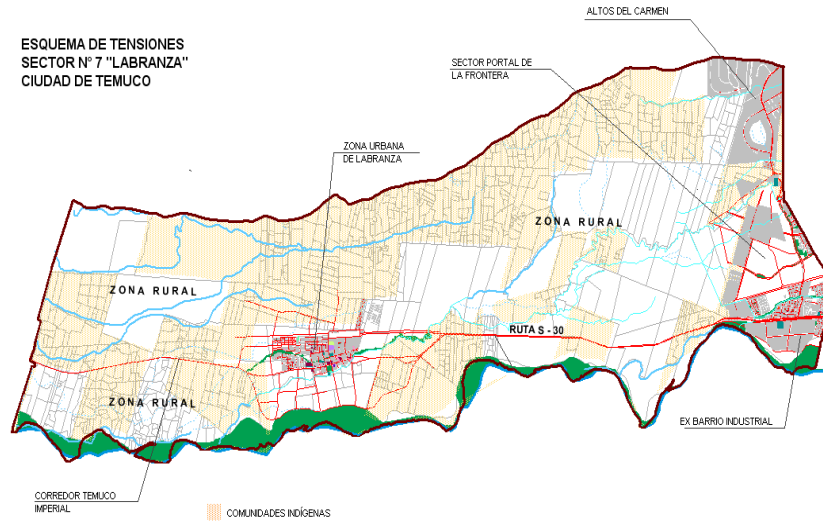 ESQUEMA DE TENSIONES
SECTOR Nº 7 "LABRANZA"
CIUDAD DE TEMUCO
ALTOS DEL CARMEN
SECTOR PORTAL DE
LA FRONTERA
ZONA URBANA
DE LABRANZA
ZONA RURAL
ZONA RURAL
RUTA S - 30
ZONA RURAL
EX BARRIO INDUSTRIAL
CORREDOR TEMUCO
IMPERIAL
COMUNIDADES INDÍGENAS